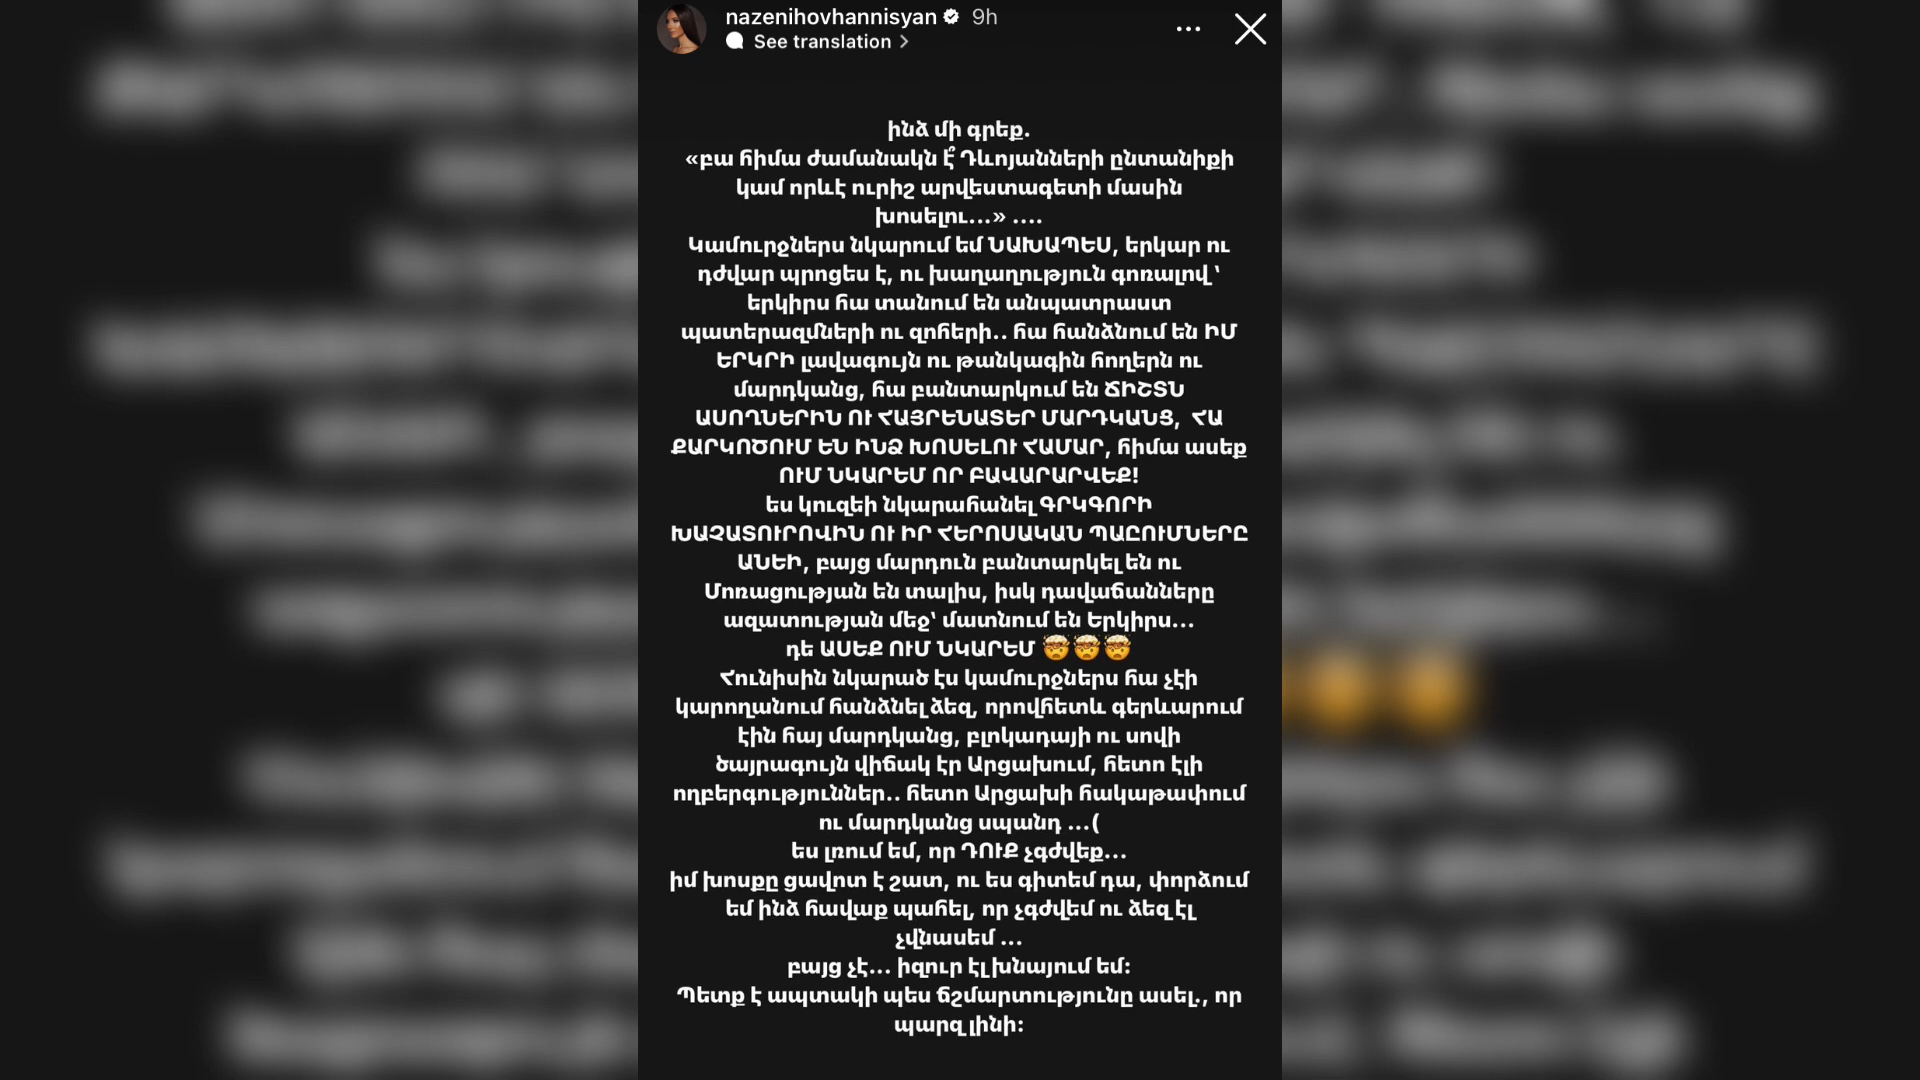 nazenihovhannisyan 9h
See translation
ինձ մի գրեք.
«բա հիմա ժամանակն է՞ Դևոյանների ընտանիքի
կամ որևէ ուրիշ արվեստագետի մասին
խոսելու...» ....
Կամուրջներս նկարում եմ ՆԱԽԱՊԵՍ, երկար ու
դժվար պրոցես է, ու խաղաղություն գոռալով ՝
երկիրս հա տանում են անպատրաստ
պատերազմների ու զոհերի.. հա հանձնում են ԻՄ
ԵՐԿՐԻ լավագույն ու թանկագին հողերն ու
մարդկանց, հա բանտարկում են ՃԻՇՏՆ
ԱՍՈՂՆԵՐԻՆ ՈՒ ՀԱՅՐԵՆԱՏԵՐ ՄԱՐԴԿԱՆՑ, ՀԱ
ՔԱՐԿՈԾՈՒՄ ԵՆ ԻՆՁ ԽՈՍԵԼՈՒ ՀԱՄԱՐ, հիմա ասեք
ՈՒՄ ՆԿԱՐԵՄ ՈՐ ԲԱՎԱՐԱՐՎԵՔ!
ես կուզեի նկարահանել ԳՐԿԳՈՐԻ
ԽԱՉԱՏՈՒՐՈՎԻՆ ՈՒ ԻՐ ՀԵՐՈՍԱԿԱՆ ՊԱԸՈՒՄՆԵՐԸ
ԱՆԵԻ, բայց մարդուն բանտարկել են ու
Մոռացության են տալիս, իսկ դավաճանները
ազատության մեջ՝ մատնում են Երկիրս...
դե ԱՍԵՔ ՈՒՄ ՆԿԱՐԵՄ 🤯🤯🤯
Հունիսին նկարած էս կամուրջներս հա չէի
կարողանում հանձնել ձեզ, որովհետև գերևարում
էին հայ մարդկանց, բլոկադայի ու սովի
ծայրագույն վիճակ էր Արցախում, հետո էլի
ողբերգություններ.. հետո Արցախի հակաթափում
ու մարդկանց սպանդ ...(
ես լռում եմ, որ ԴՈՒՔ չգժվեք...
իմ խոսքը ցավոտ է շատ, ու ես գիտեմ դա, փորձում
եմ ինձ հավաք պահել, որ չգժվեմ ու ձեզ էլ
չվնասեմ ...
բայց չէ... իզուր էլ խնայում եմ:
Պետք է ապտակի պես ճշմարտությունը ասել., որ
պարզ լինի: